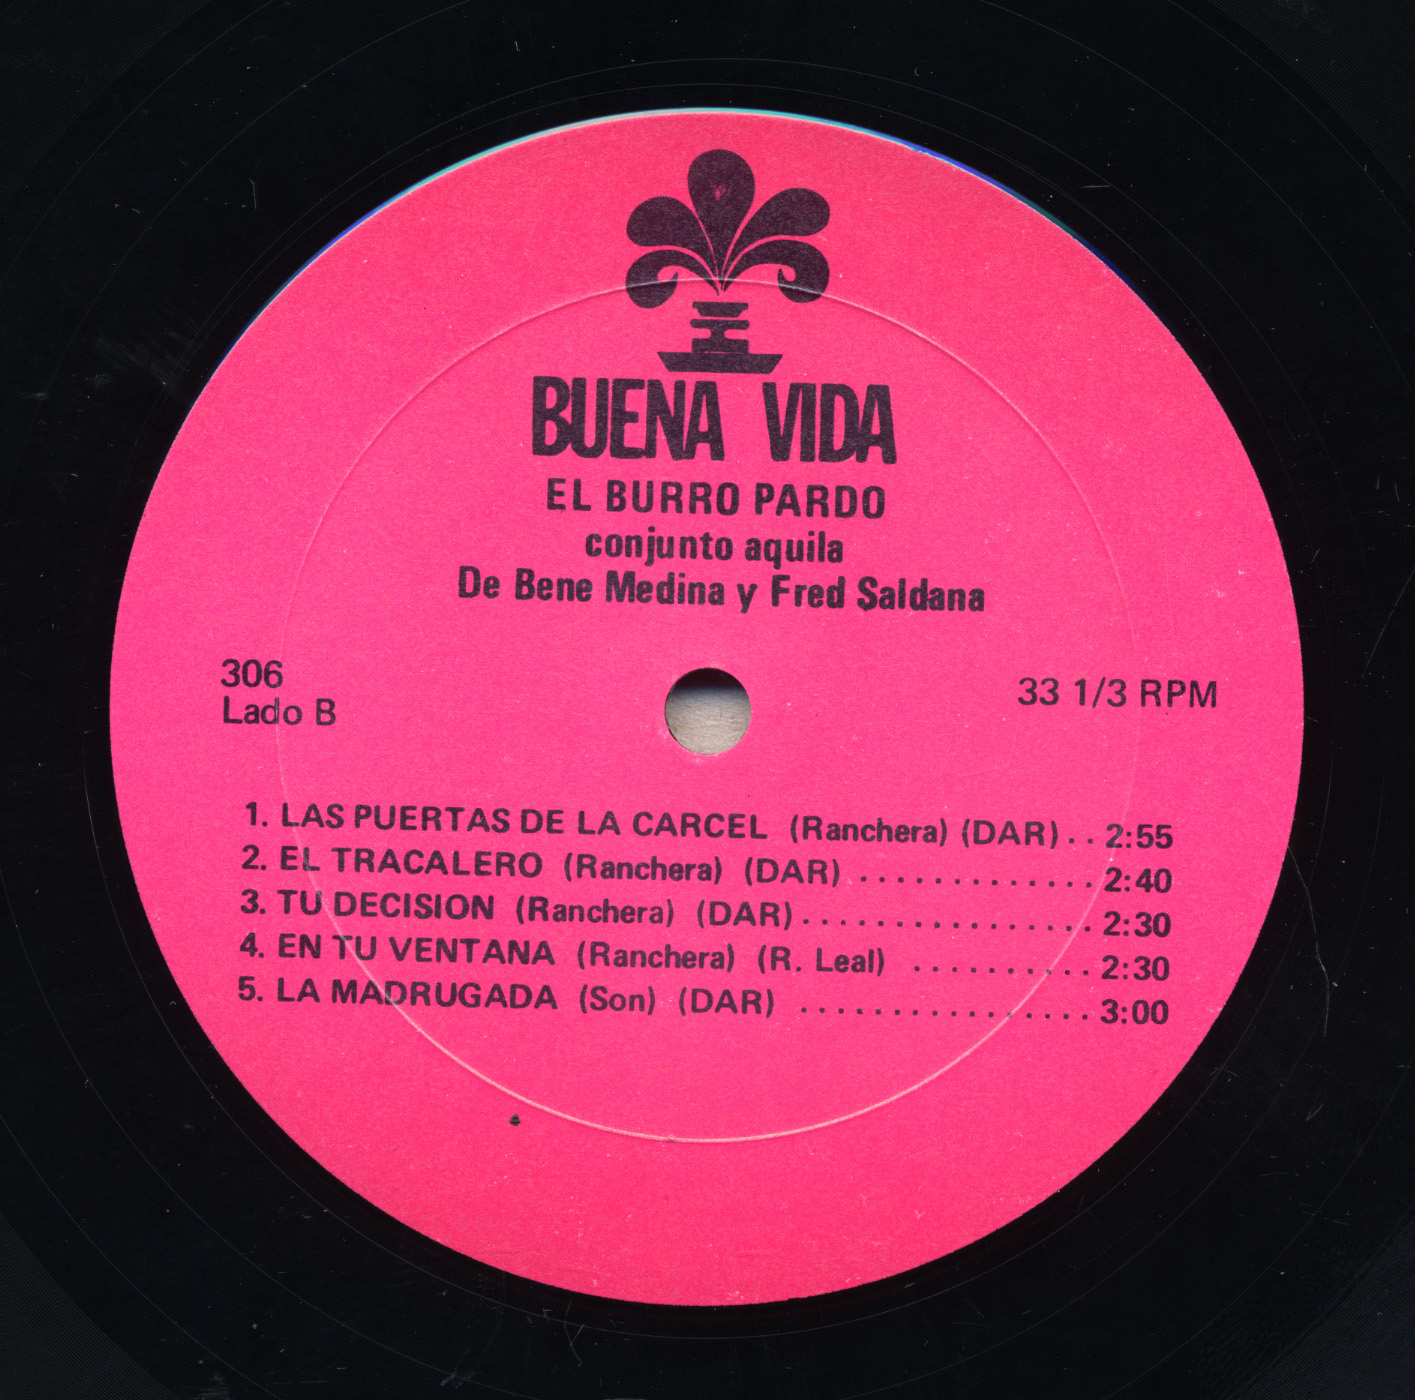 BUENA VIDA
EL BURRO PARDO
conjunto aquila
De Bene Medina y Fred Saldana
306
Lado B
33 1/3 RPM
1. LAS PUERTAS DE LA CARCEL (Ranchera) (DAR) . . 2:55
2. EL TRACALERO (Ranchera) (DAR) . . . . . . . . . . . . . 2:40
3. TU DECISION (Ranchera) (DAR) . . . . . . . . . . . . . . . . 2:30
4. EN TU VENTANA (Ranchera) (R. Leal) . . . . . . . . . . 2:30
5. LA MADRUGADA (Son) (DAR) . . . . . . . . . . . . . . . . 3:00